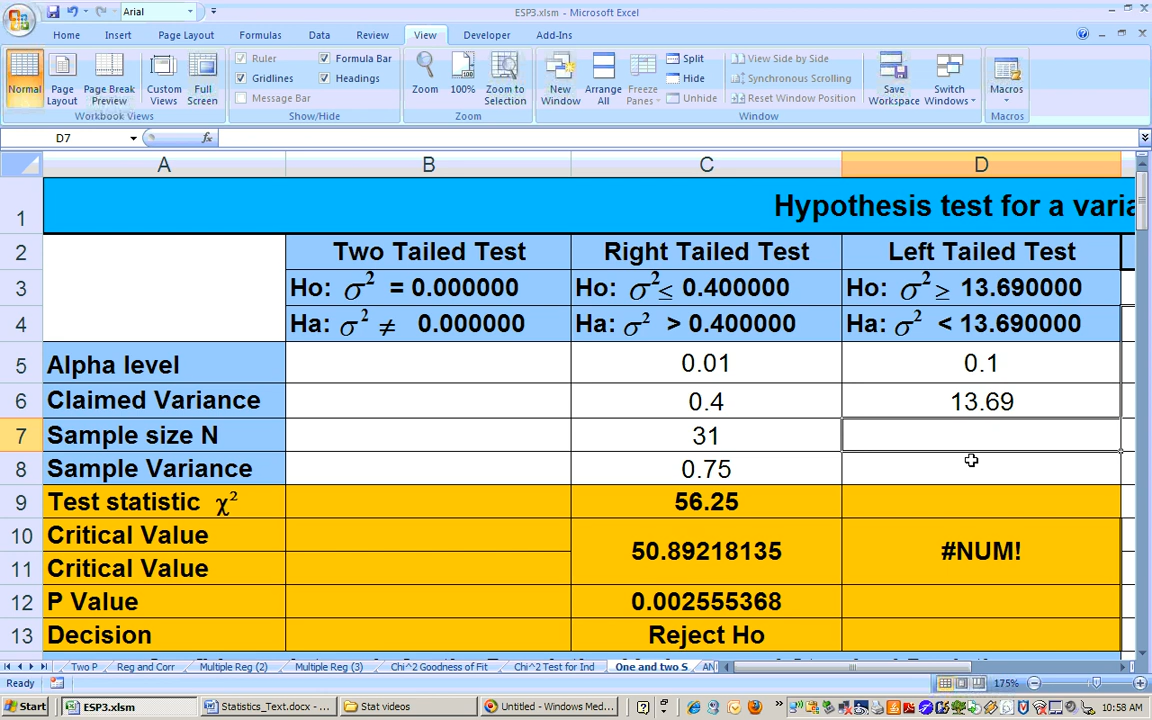 Arial
ESP3.xlsm - Microsoft Excel
Home Insert Page Layout Formulas Data Review View Developer Add-Ins
Normal
Page Layout
Page Break Preview
Custom Views
Full Screen
Ruler
Gridlines
Message Bar
Formula Bar
Headings
Zoom
100%
Zoom to Selection
New Window
Arrange All
Freeze Panes
Split
Hide
Unhide
View Side by Side
Synchronous Scrolling
Reset Window Position
Save Workspace
Switch Windows
Macros
Workbook Views Show/Hide Zoom Window Macros
D7 fx
A B C D
1 Hypothesis test for a varia
2 Two Tailed Test Right Tailed Test Left Tailed Test
3 Ho: σ² = 0.000000 Ho: σ² ≤ 0.400000 Ho: σ² ≥ 13.690000
4 Ha: σ² ≠ 0.000000 Ha: σ² > 0.400000 Ha: σ² < 13.690000
5 Alpha level 0.01 0.1
6 Claimed Variance 0.4 13.69
7 Sample size N 31
8 Sample Variance 0.75
9 Test statistic χ² 56.25
10 Critical Value 50.89218135 #NUM!
11 Critical Value
12 P Value 0.002555368
13 Decision Reject Ho
Two P Reg and Corr Multiple Reg (2) Multiple Reg (3) Chi^2 Goodness of Fit Chi^2 Test for Ind One and two S AN
Ready 175%
Start ESP3.xlsm Statistics_Text.docx - ... Stat videos Untitled - Windows Med... 10:58 AM